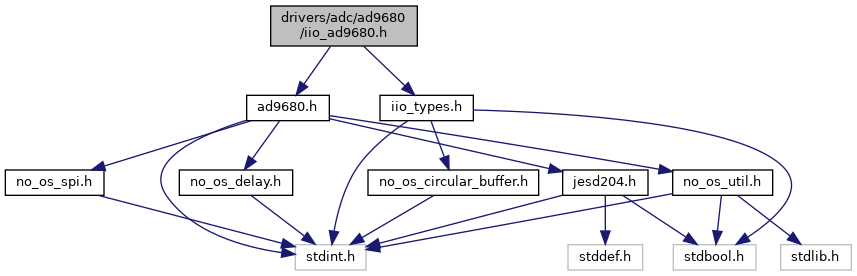 drivers/adc/ad9680
/iio_ad9680.h
ad9680.h
iio_types.h
no_os_spi.h
no_os_delay.h
no_os_circular_buffer.h
jesd204.h
no_os_util.h
stdint.h
stddef.h
stdbool.h
stdlib.h